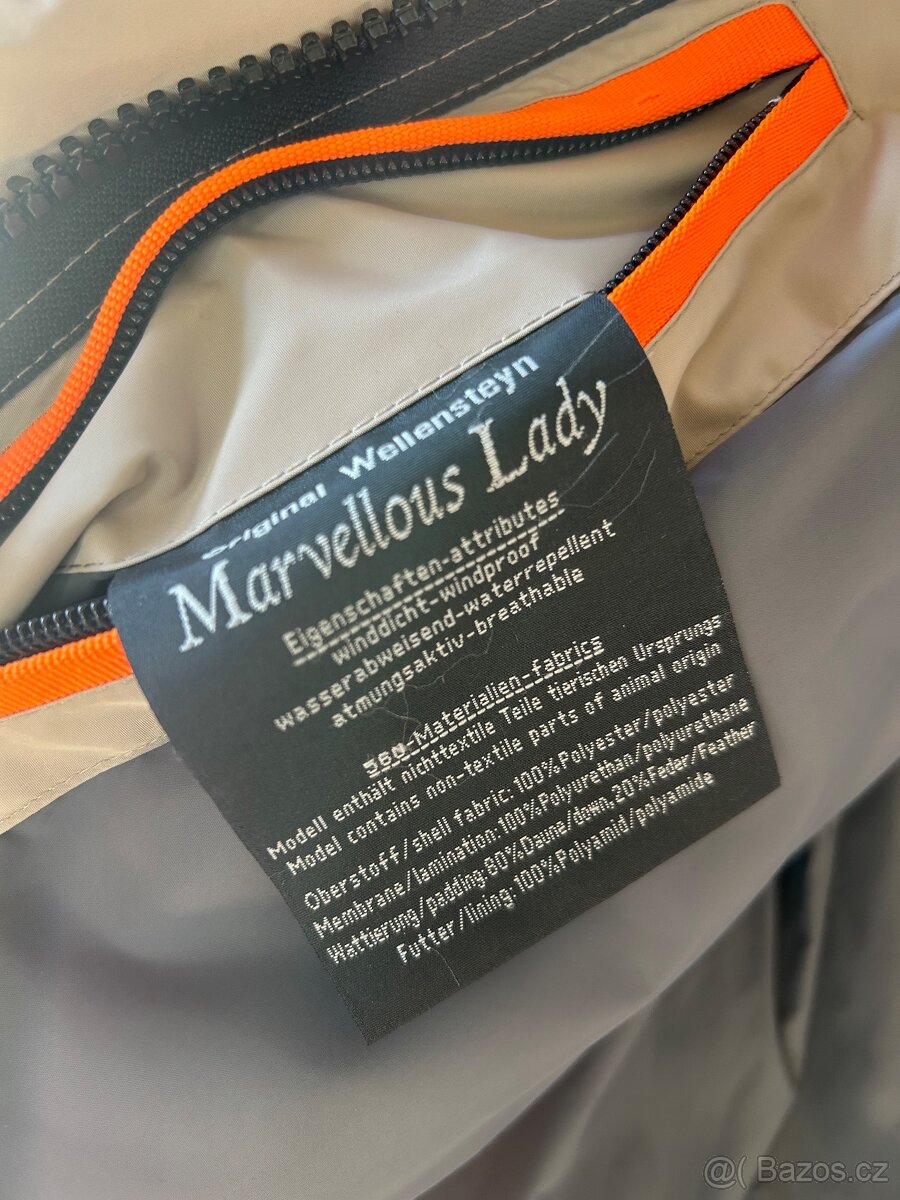 Original Wellensteyn
Marvellous Lady
Eigenschaften-attributes
winddicht-windproof
wasserabweisend-waterrepellent
atmungsaktiv-breathable
560-Materialien-fabrics
Modell enthält nichttextile Teile tierischen Ursprungs
Model contains non-textile parts of animal origin
Oberstoff/shell fabric:100%Polyester/polyester
Membrane/lamination:100%Polyurethan/polyurethane
Wattierung/padding:80%Daune/down,20%Feder/Feather
Futter/lining:100%Polyamid/polyamide
@( Bazos.cz